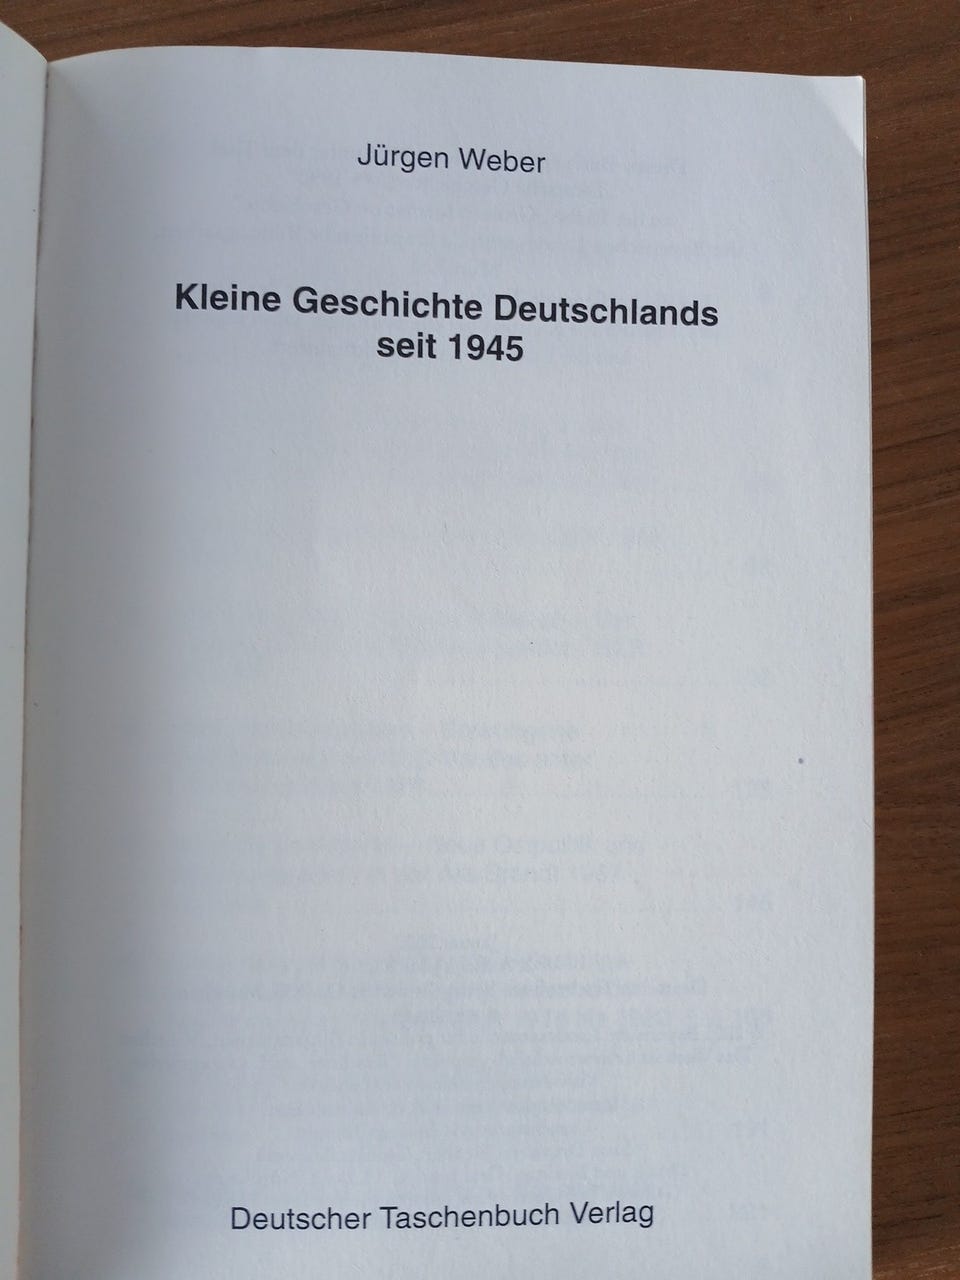 Jürgen Weber
Kleine Geschichte Deutschlands
seit 1945
Deutscher Taschenbuch Verlag